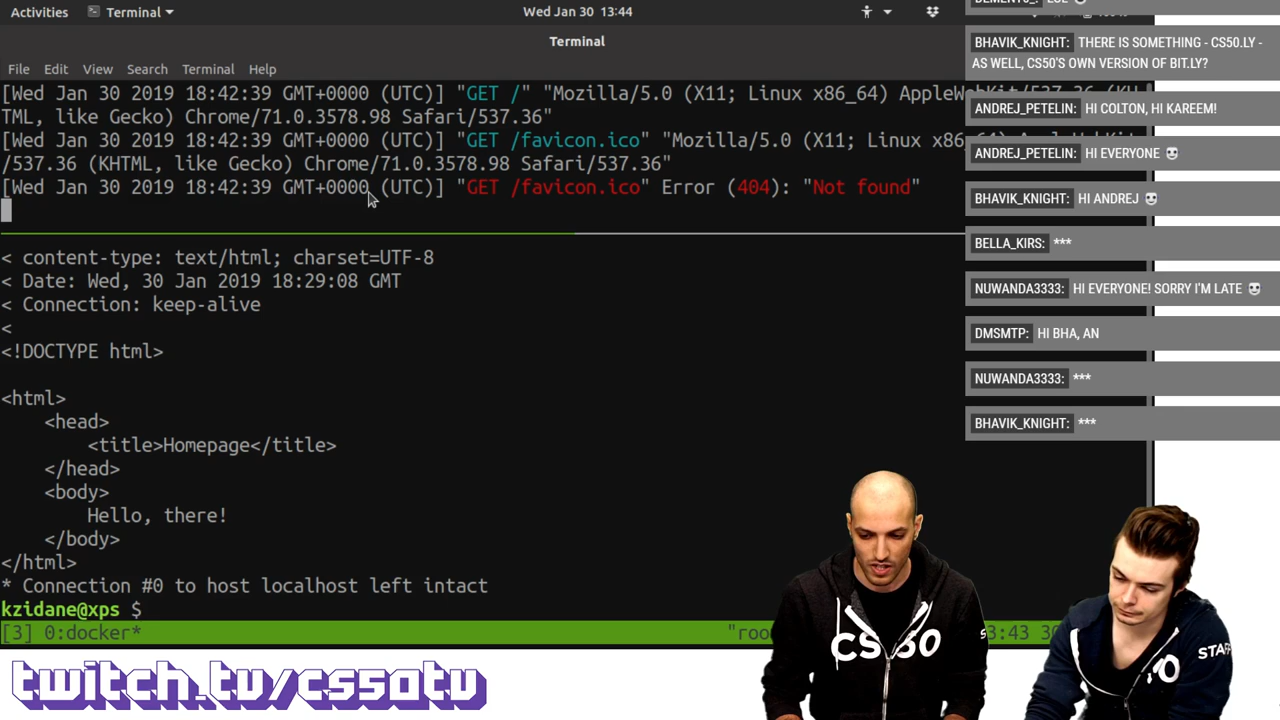 Activities
Terminal
Wed Jan 30 13:44
Terminal
File Edit View Search Terminal Help
[Wed Jan 30 2019 18:42:39 GMT+0000 (UTC)] "GET /" "Mozilla/5.0 (X11; Linux x86_64) AppleWebKit/537.36 (KH
TML, like Gecko) Chrome/71.0.3578.98 Safari/537.36"
[Wed Jan 30 2019 18:42:39 GMT+0000 (UTC)] "GET /favicon.ico" "Mozilla/5.0 (X11; Linux x86_64) AppleWebKit
/537.36 (KHTML, like Gecko) Chrome/71.0.3578.98 Safari/537.36"
[Wed Jan 30 2019 18:42:39 GMT+0000 (UTC)] "GET /favicon.ico" Error (404): "Not found"
< content-type: text/html; charset=UTF-8
< Date: Wed, 30 Jan 2019 18:29:08 GMT
< Connection: keep-alive
<
<!DOCTYPE html>
<html>
<head>
<title>Homepage</title>
</head>
<body>
Hello, there!
</body>
</html>
* Connection #0 to host localhost left intact
kzidane@xps $
[3] 0:docker*
"roo
3:43 30
BHAVIK_KNIGHT: THERE IS SOMETHING - CS50.LY -
AS WELL, CS50'S OWN VERSION OF BIT.LY?
ANDREJ_PETELIN: HI COLTON, HI KAREEM!
ANDREJ_PETELIN: HI EVERYONE
BHAVIK_KNIGHT: HI ANDREJ
BELLA_KIRS: ***
NUWANDA3333: HI EVERYONE! SORRY I'M LATE
DMSMTP: HI BHA, AN
NUWANDA3333: ***
BHAVIK_KNIGHT: ***
CS50
STAFF
twitch.tv/cs50tv